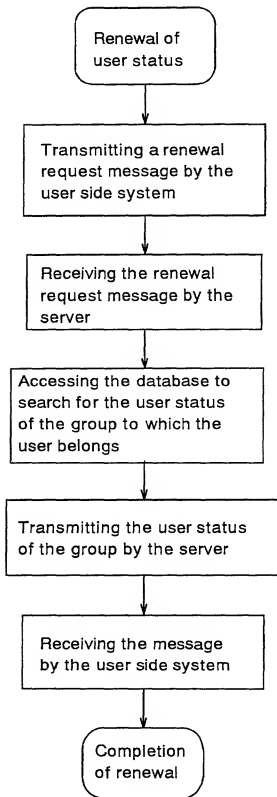 Renewal of
user status
Transmitting a renewal
request message by the
user side system
Receiving the renewal
request message by the
server
Accessing the database to
search for the user status
of the group to which the
user belongs
Transmitting the user status
of the group by the server
Receiving the message
by the user side system
Completion
of renewal